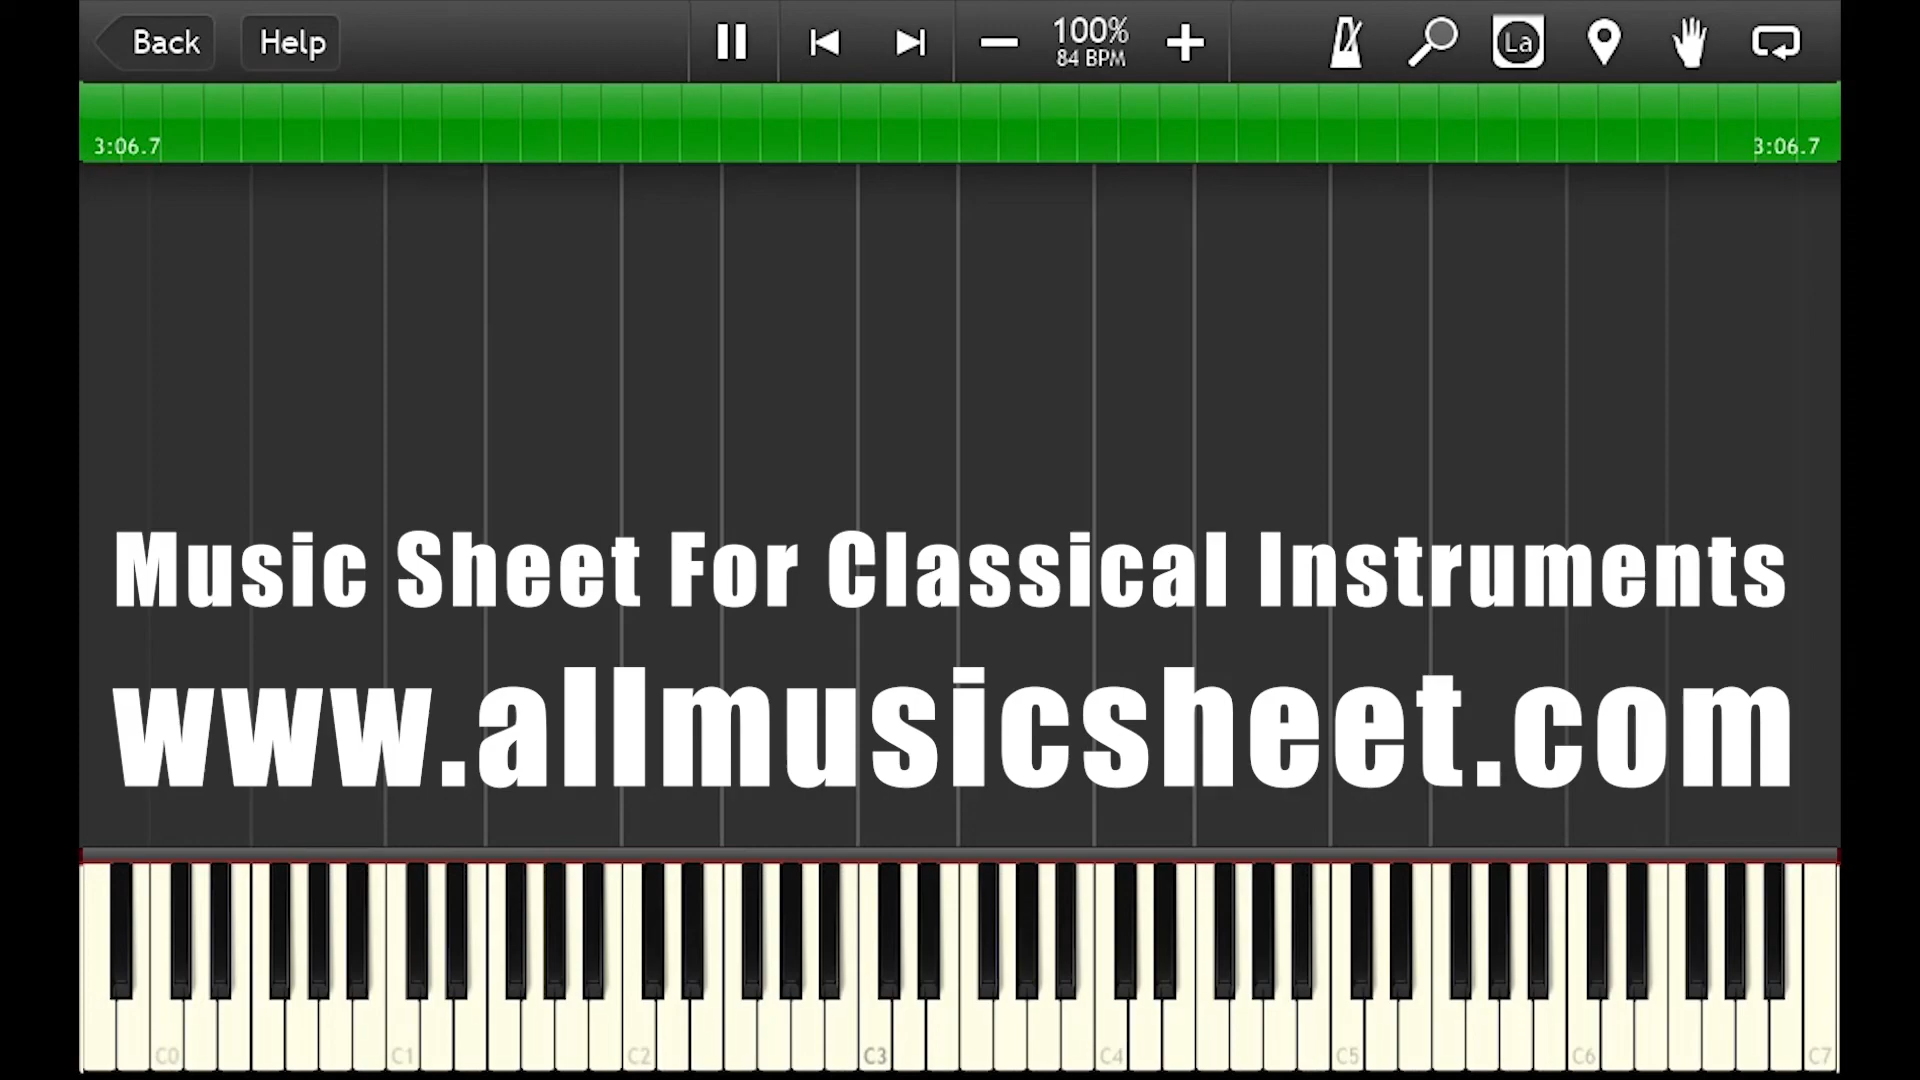 Back Help 100% La
84 BPM
3:06.7 3:06.7
Music Sheet For Classical Instruments
www.allmusicsheet.com
C0 C1 C2 C3 C4 C5 C6 C7